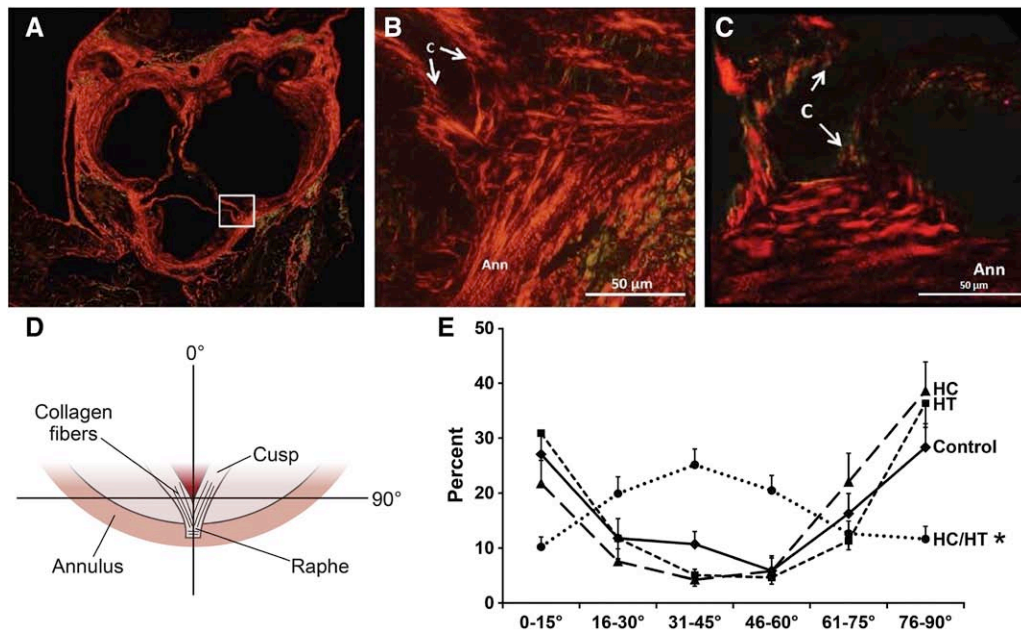 A
B
C
C
C
Ann
50 µm
Ann
50 µm
D
0°
Collagen
fibers
Cusp
90°
Annulus
Raphe
E
Percent
50
40
30
20
10
0
HC
HT
Control
HC/HT *
0-15°
16-30°
31-45°
46-60°
61-75°
76-90°